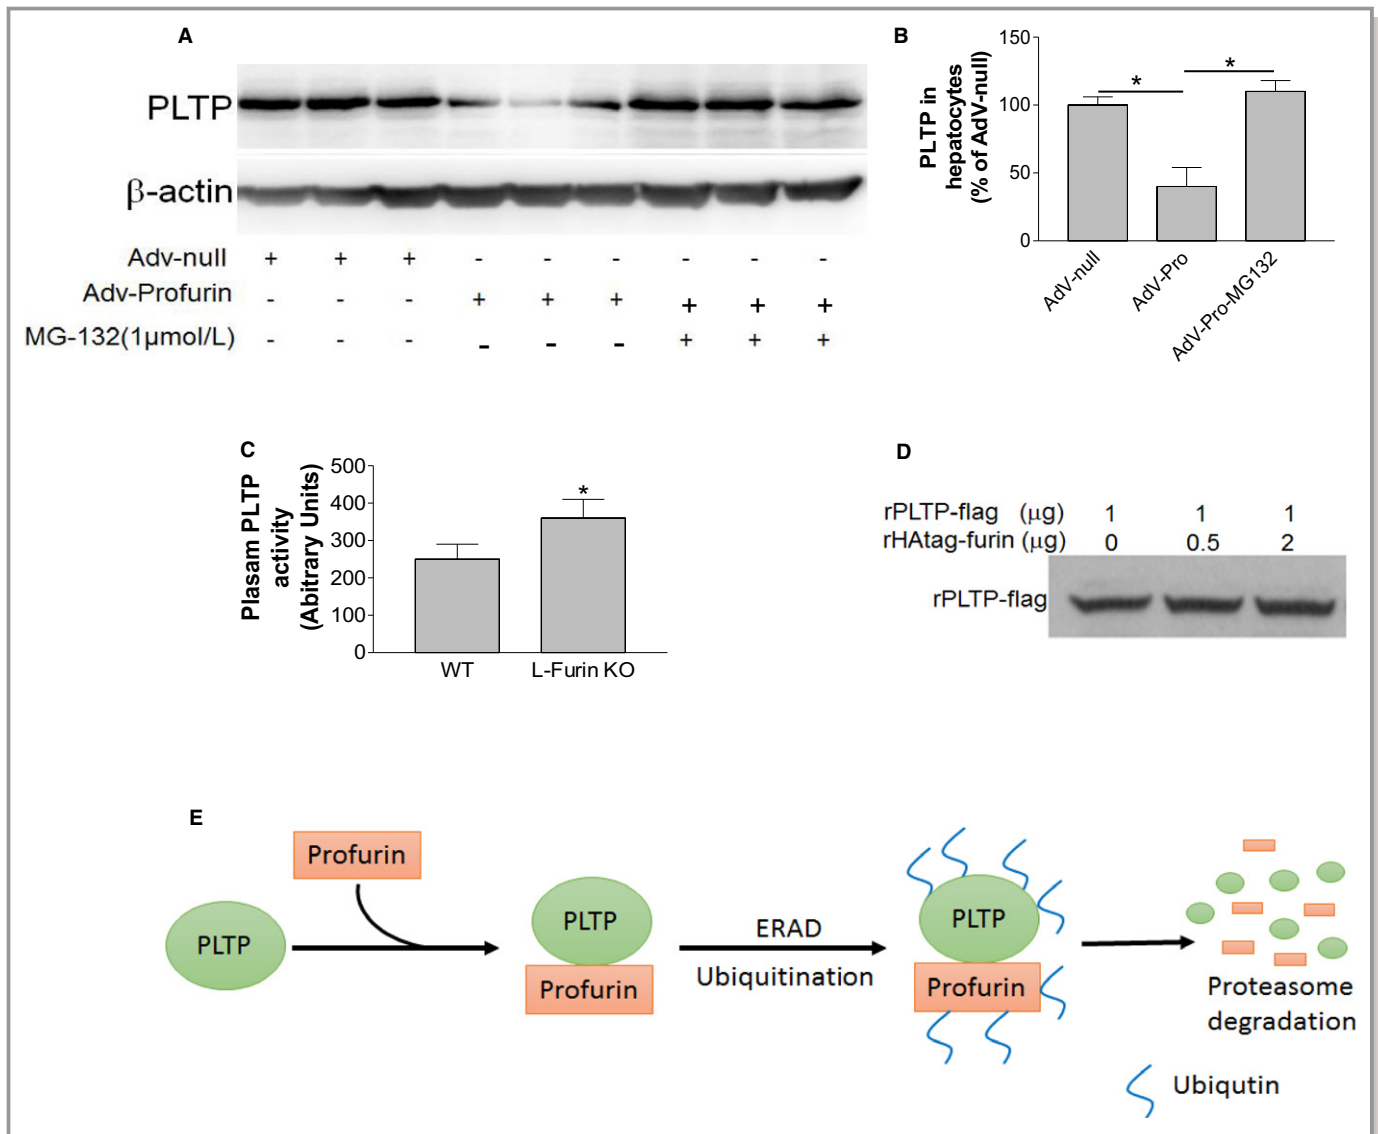 A
PLTP
β-actin
Adv-null + + + - - - - - -
Adv-Profurin - - - + + + + + +
MG-132(1µmol/L) - - - - - - + + +
B
PLTP in
hepatocytes
(% of AdV-null)
150
100
50
0
*
*
AdV-null
AdV-Pro
AdV-Pro-MG132
C
Plasam PLTP
activity
(Abitrary Units)
500
400
300
200
100
0
*
WT L-Furin KO
D
rPLTP-flag (µg) 1 1 1
rHAtag-furin (µg) 0 0.5 2
rPLTP-flag
E
Profurin
PLTP
PLTP
Profurin
ERAD
Ubiquitination
PLTP
Profurin
Proteasome
degradation
Ubiqutin